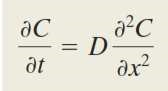 ∂C/∂t = D ∂²C/∂x²